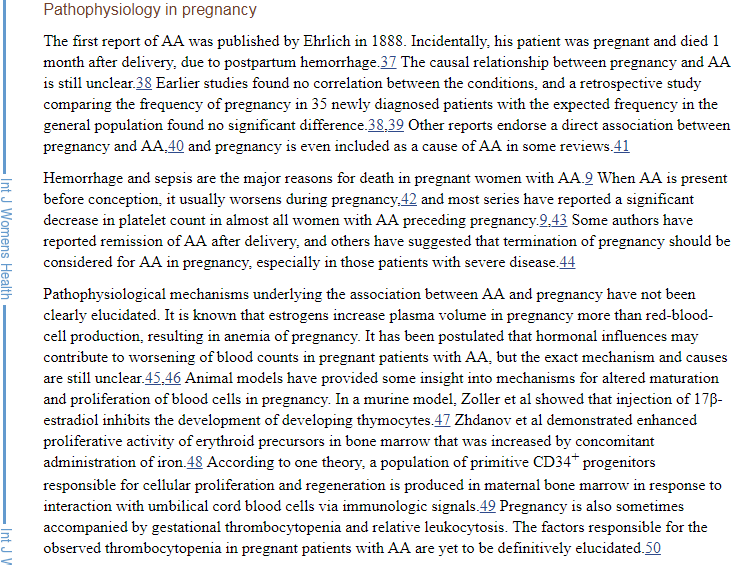 Pathophysiology in pregnancy
The first report of AA was published by Ehrlich in 1888. Incidentally, his patient was pregnant and died 1
month after delivery, due to postpartum hemorrhage.37 The causal relationship between pregnancy and AA
is still unclear.38 Earlier studies found no correlation between the conditions, and a retrospective study
comparing the frequency of pregnancy in 35 newly diagnosed patients with the expected frequency in the
general population found no significant difference.38,39 Other reports endorse a direct association between
pregnancy and AA,40 and pregnancy is even included as a cause of AA in some reviews.41
Hemorrhage and sepsis are the major reasons for death in pregnant women with AA.9 When AA is present
before conception, it usually worsens during pregnancy,42 and most series have reported a significant
decrease in platelet count in almost all women with AA preceding pregnancy.9,43 Some authors have
reported remission of AA after delivery, and others have suggested that termination of pregnancy should be
considered for AA in pregnancy, especially in those patients with severe disease.44
Pathophysiological mechanisms underlying the association between AA and pregnancy have not been
clearly elucidated. It is known that estrogens increase plasma volume in pregnancy more than red-blood-
cell production, resulting in anemia of pregnancy. It has been postulated that hormonal influences may
contribute to worsening of blood counts in pregnant patients with AA, but the exact mechanism and causes
are still unclear.45,46 Animal models have provided some insight into mechanisms for altered maturation
and proliferation of blood cells in pregnancy. In a murine model, Zoller et al showed that injection of 17β-
estradiol inhibits the development of developing thymocytes.47 Zhdanov et al demonstrated enhanced
proliferative activity of erythroid precursors in bone marrow that was increased by concomitant
administration of iron.48 According to one theory, a population of primitive CD34⁺ progenitors
responsible for cellular proliferation and regeneration is produced in maternal bone marrow in response to
interaction with umbilical cord blood cells via immunologic signals.49 Pregnancy is also sometimes
accompanied by gestational thrombocytopenia and relative leukocytosis. The factors responsible for the
observed thrombocytopenia in pregnant patients with AA are yet to be definitively elucidated.50
Int J Womens Health
Int J